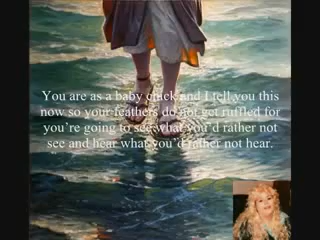 You are as a baby chick and I tell you this
now so your feathers do not get ruffled for
you're going to see what you'd rather not
see and hear what you'd rather not hear.